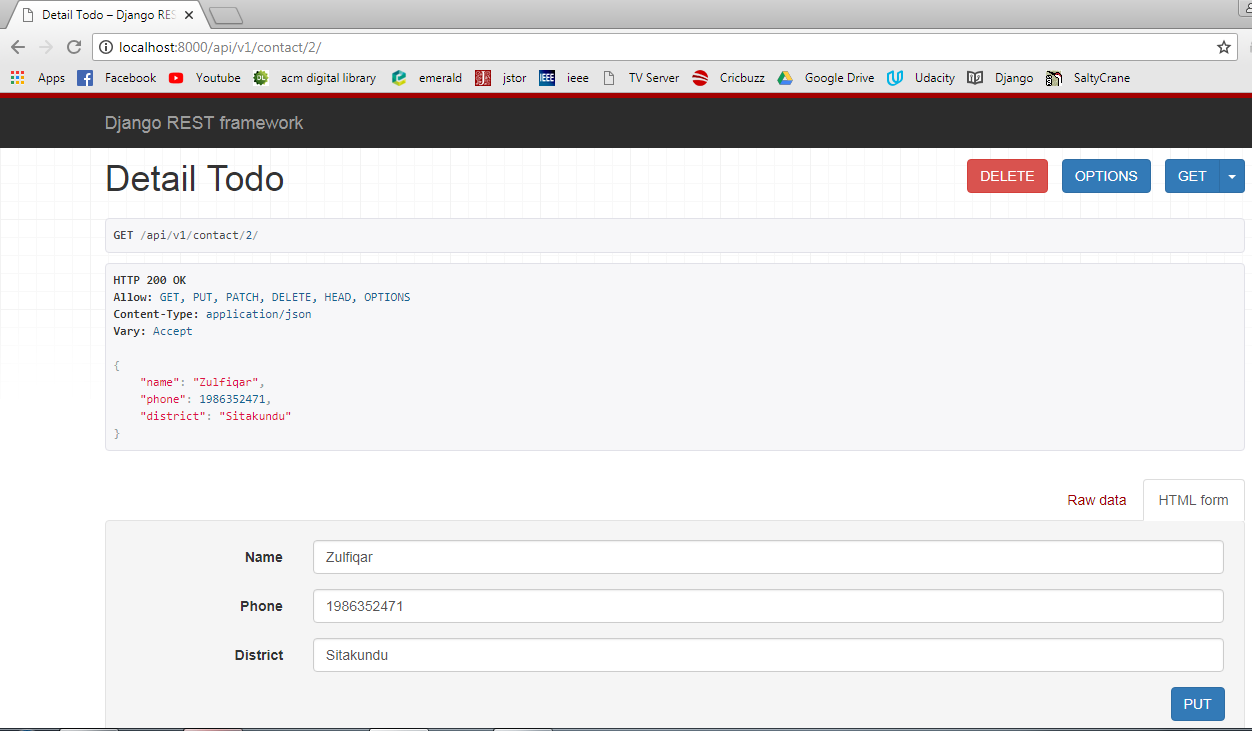 Detail Todo – Django RES
localhost:8000/api/v1/contact/2/
Apps Facebook Youtube acm digital library emerald jstor IEEE ieee TV Server Cricbuzz Google Drive Udacity Django SaltyCrane
Django REST framework
Detail Todo DELETE OPTIONS GET
GET /api/v1/contact/2/
HTTP 200 OK
Allow: GET, PUT, PATCH, DELETE, HEAD, OPTIONS
Content-Type: application/json
Vary: Accept
{
"name": "Zulfiqar",
"phone": 1986352471,
"district": "Sitakundu"
}
Raw data HTML form
Name Zulfiqar
Phone 1986352471
District Sitakundu
PUT